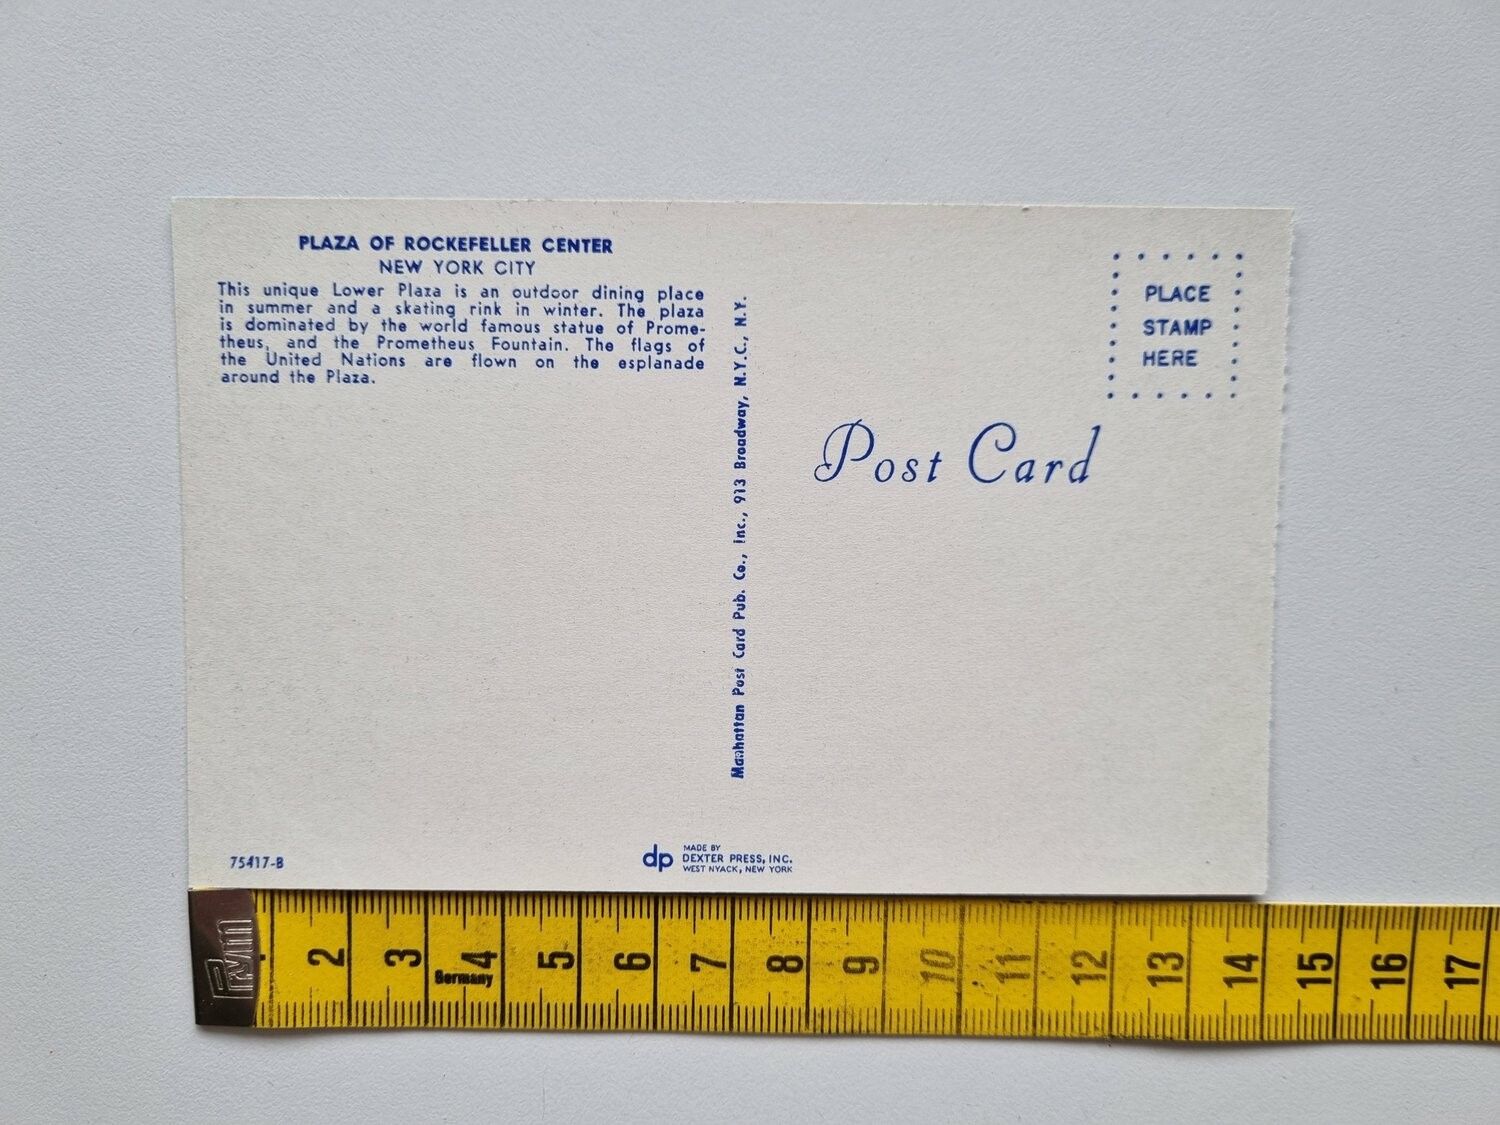 PLAZA OF ROCKEFELLER CENTER
NEW YORK CITY
This unique Lower Plaza is an outdoor dining place
in summer and a skating rink in winter. The plaza
is dominated by the world famous statue of Prome-
theus, and the Prometheus Fountain. The flags of
the United Nations are flown on the esplanade
around the Plaza.
Manhattan Post Card Pub. Co., Inc., 913 Broadway, N.Y.C., N.Y.
PLACE
STAMP
HERE
Post Card
75417-B
dp
MADE BY
DEXTER PRESS, INC.
WEST NYACK, NEW YORK
Prym
2 3 4 5 6 7 8 9 10 11 12 13 14 15 16 17
Germany